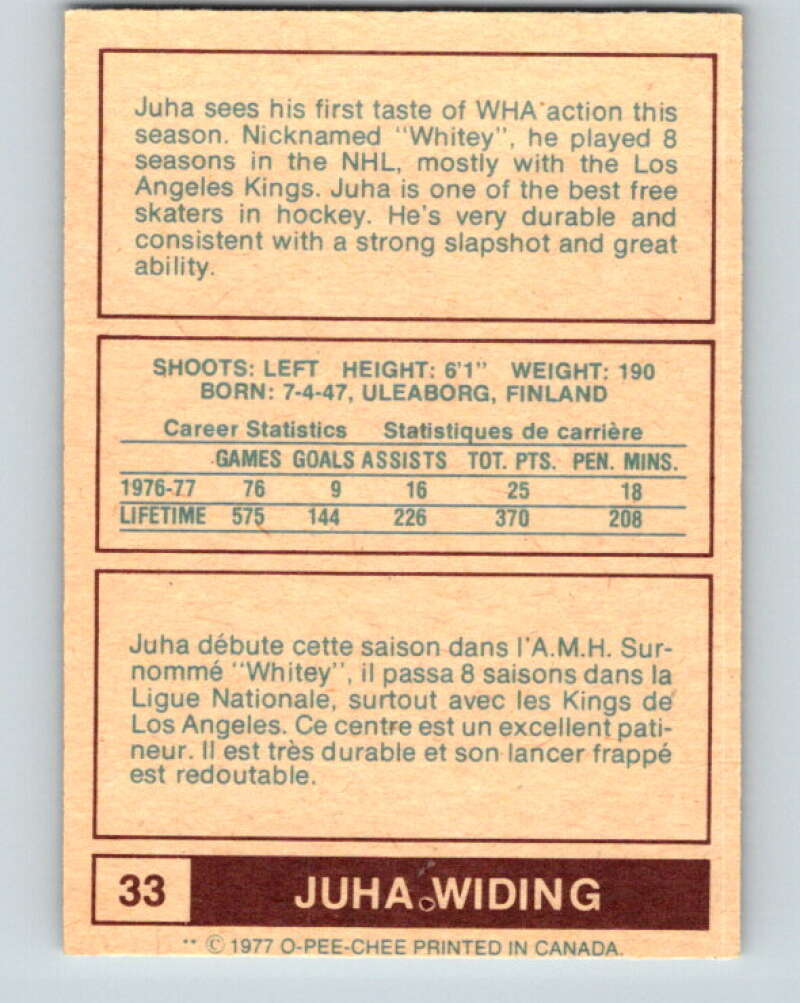 Juha sees his first taste of WHA action this
season. Nicknamed "Whitey", he played 8
seasons in the NHL, mostly with the Los
Angeles Kings. Juha is one of the best free
skaters in hockey. He's very durable and
consistent with a strong slapshot and great
ability.
SHOOTS: LEFT HEIGHT: 6'1" WEIGHT: 190
BORN: 7-4-47, ULEABORG, FINLAND
Career Statistics Statistiques de carrière
GAMES GOALS ASSISTS TOT. PTS. PEN. MINS.
1976-77 76 9 16 25 18
LIFETIME 575 144 226 370 208
Juha débute cette saison dans l'A.M.H. Sur-
nommé "Whitey", il passa 8 saisons dans la
Ligue Nationale, surtout avec les Kings de
Los Angeles. Ce centre est un excellent pati-
neur. Il est très durable et son lancer frappé
est redoutable.
33 JUHA WIDING
** © 1977 O-PEE-CHEE PRINTED IN CANADA.